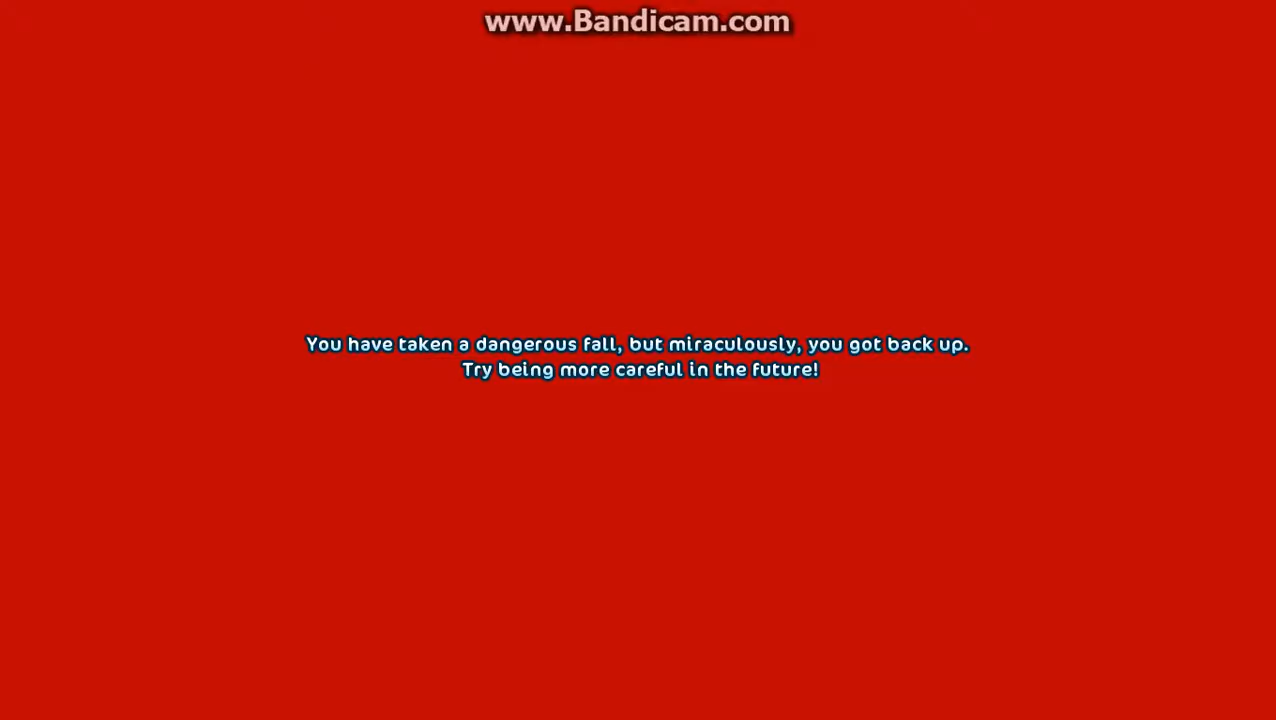 www.Bandicam.com
You have taken a dangerous fall, but miraculously, you got back up.
Try being more careful in the future!